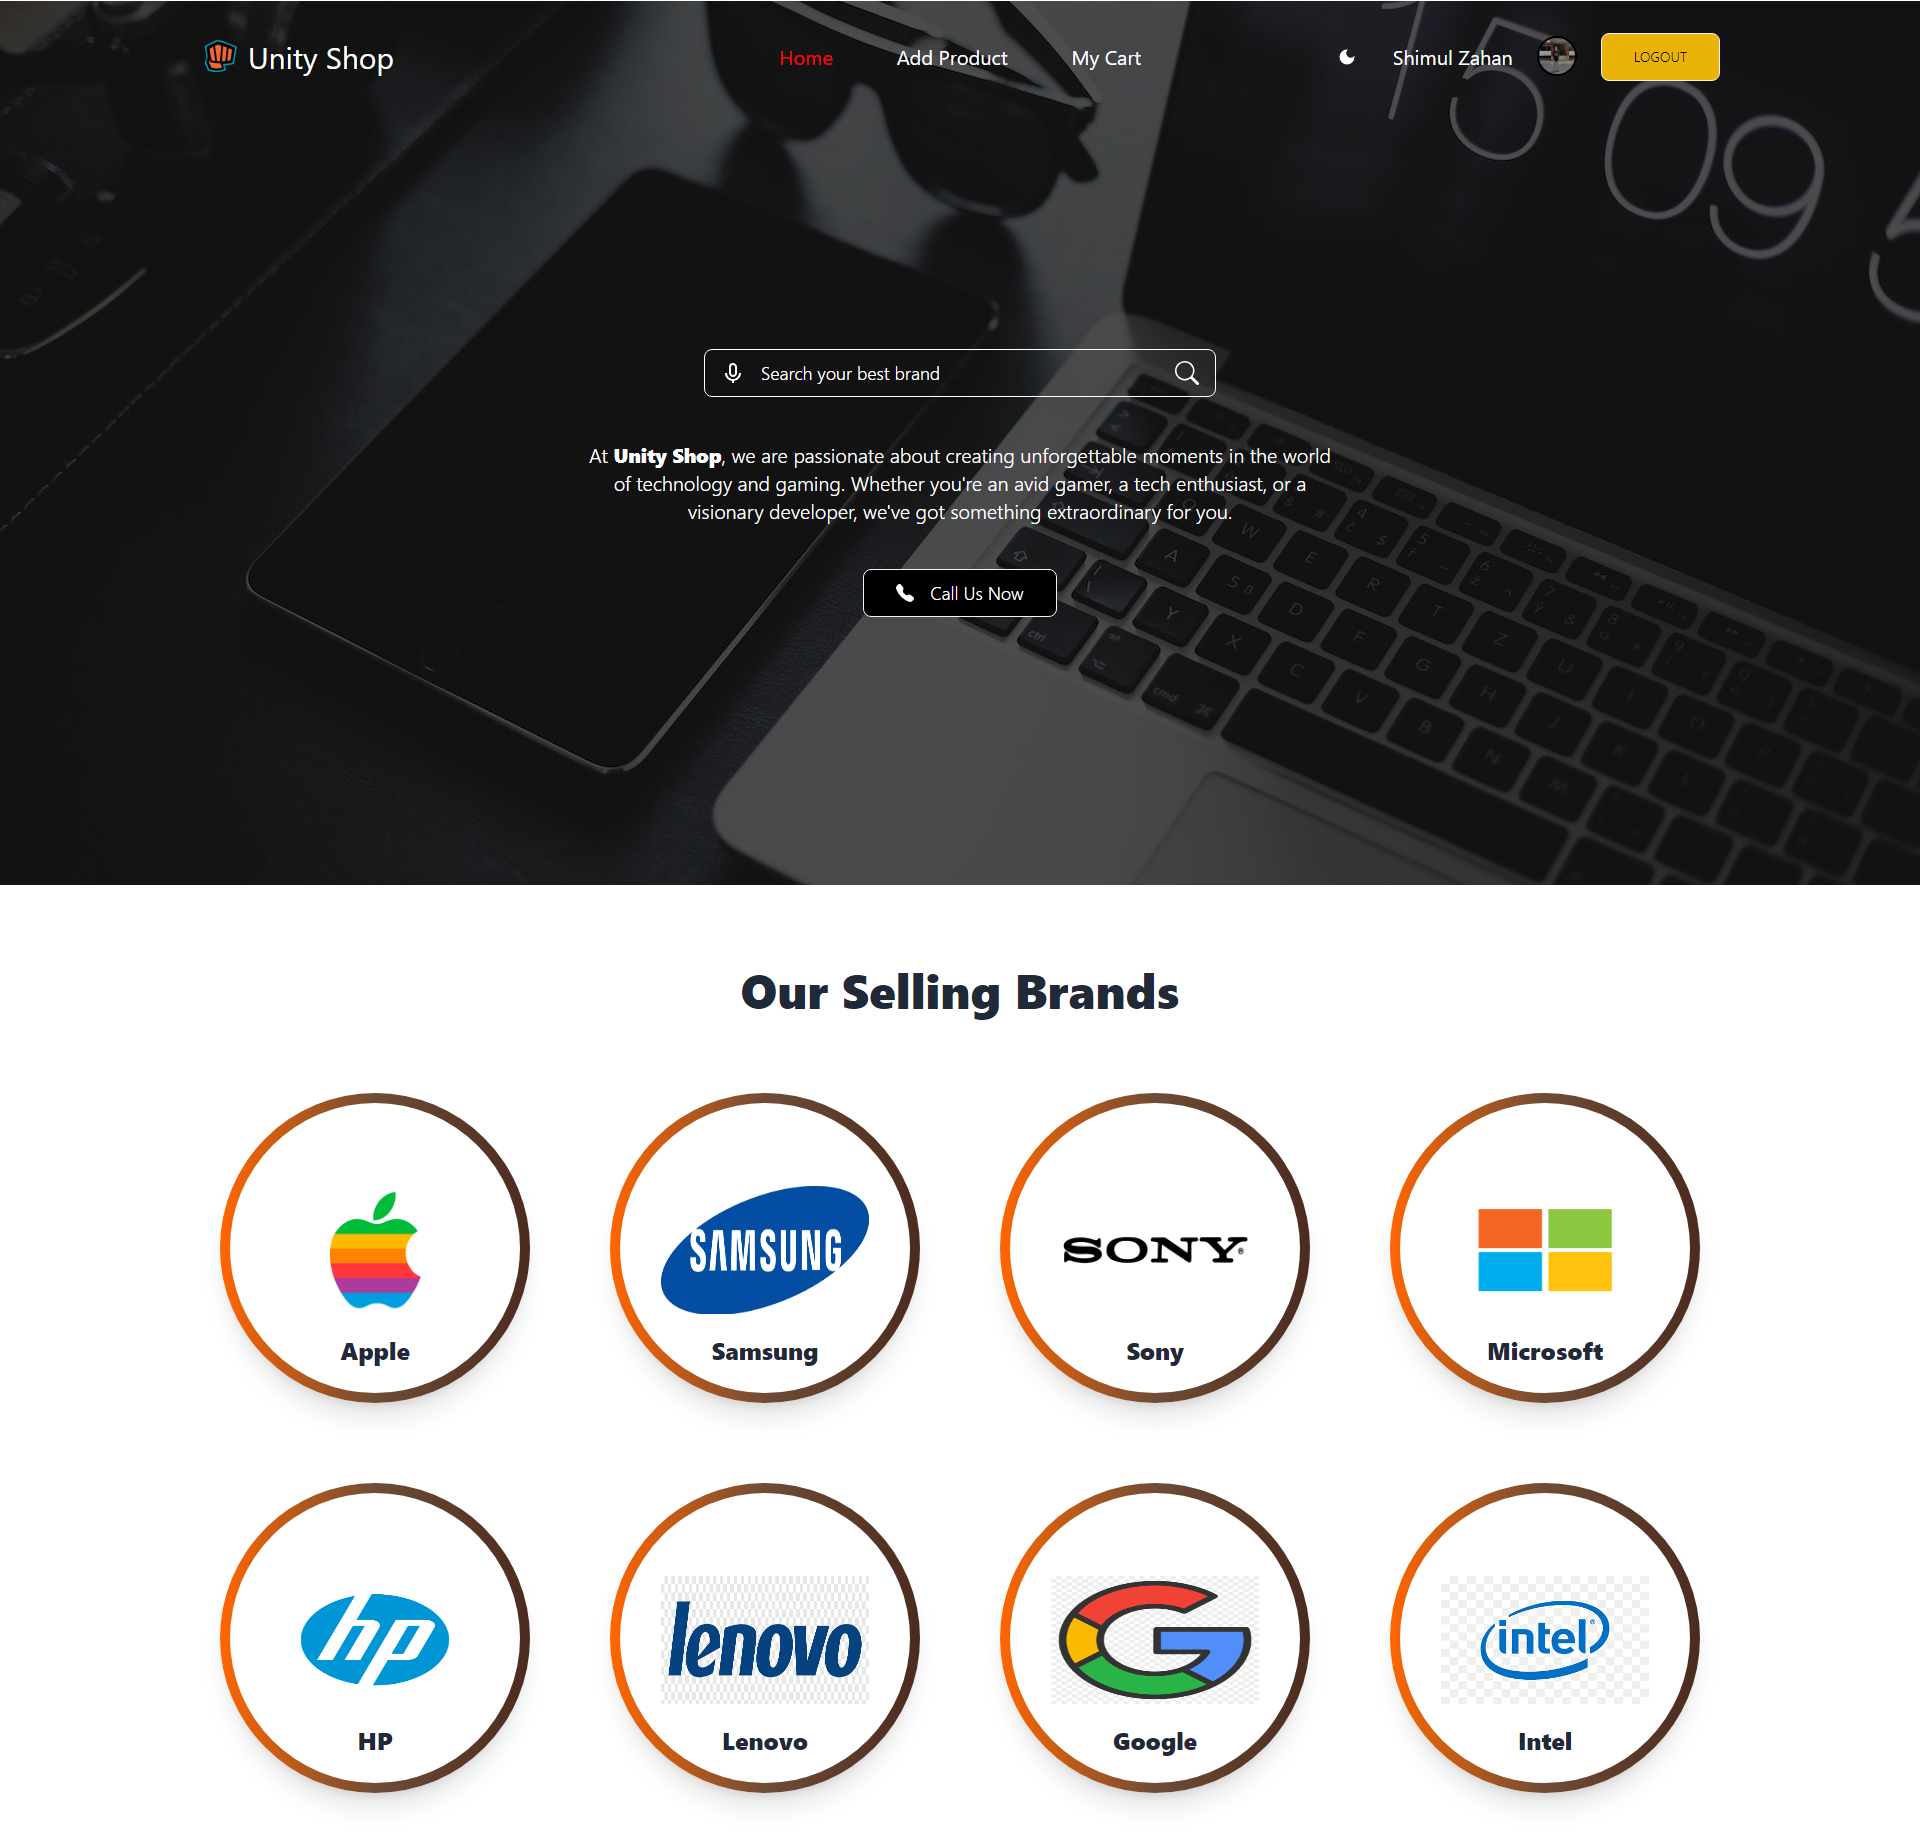 Unity Shop
Home
Add Product
My Cart
Shimul Zahan
LOGOUT
15 09 5
Search your best brand
At Unity Shop, we are passionate about creating unforgettable moments in the world
of technology and gaming. Whether you're an avid gamer, a tech enthusiast, or a
visionary developer, we've got something extraordinary for you.
Call Us Now
Our Selling Brands
SAMSUNG
SONY
Apple
Samsung
Sony
Microsoft
hp
lenovo
G
intel
HP
Lenovo
Google
Intel